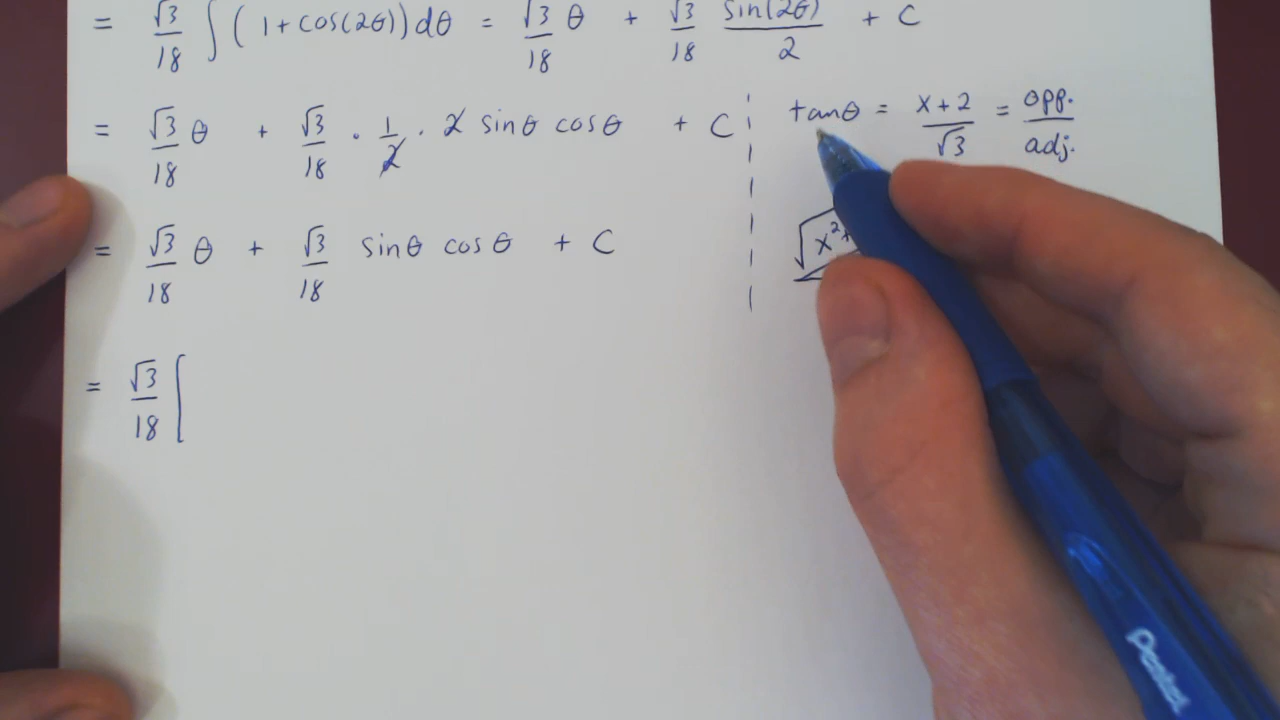 = √3/18 ∫ (1 + cos(2θ)) dθ = √3/18 θ + √3/18 sin(2θ)/2 + C
= √3/18 θ + √3/18 · 1/2 · 2 sinθ cosθ + C
tanθ = x+2/√3 = opp./adj.
= √3/18 θ + √3/18 sinθ cosθ + C
√x²+
= √3/18 [
Pentel